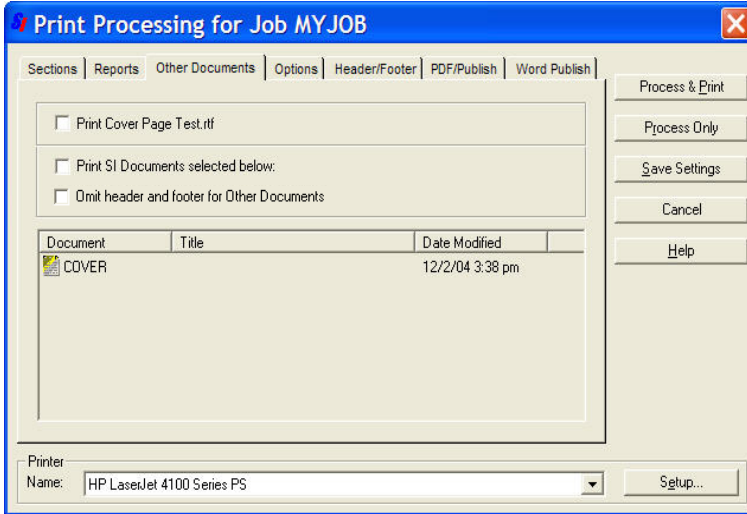 SI Print Processing for Job MYJOB
Sections Reports Other Documents Options Header/Footer PDF/Publish Word Publish
Process & Print
Print Cover Page Test.rtf
Process Only
Print SI Documents selected below:
Save Settings
Omit header and footer for Other Documents
Cancel
Document Title Date Modified
Help
COVER 12/2/04 3:38 pm
Printer
Name: HP LaserJet 4100 Series PS Setup...